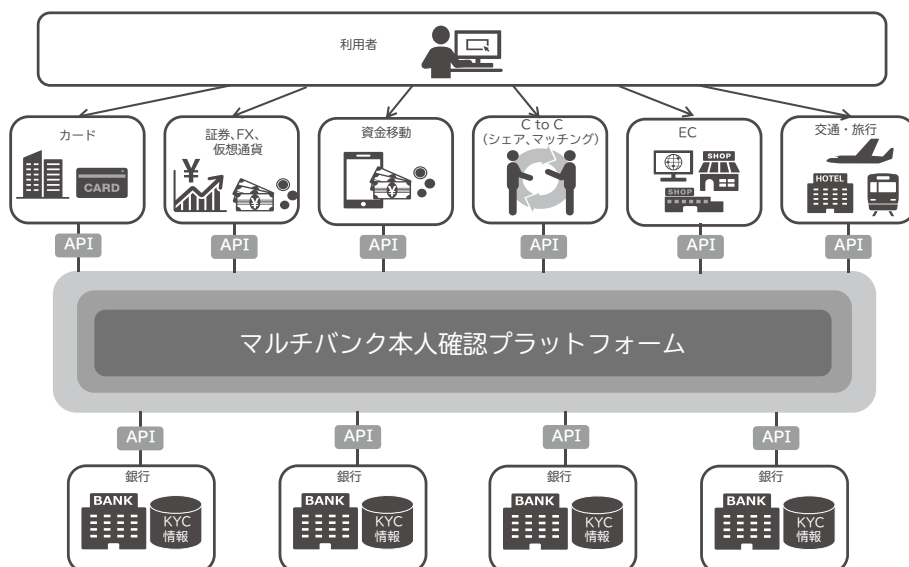 利用者
カード
CARD
証券、FX、
仮想通貨
¥
¥
資金移動
¥
C to C
(シェア、マッチング)
EC
SHOP
SHOP
交通・旅行
HOTEL
API
API
API
API
API
API
マルチバンク本人確認プラットフォーム
API
API
API
API
銀行
BANK
KYC
情報
銀行
BANK
KYC
情報
銀行
BANK
KYC
情報
銀行
BANK
KYC
情報